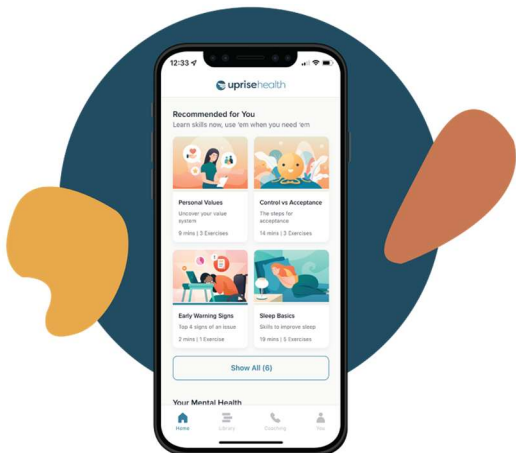 12:33
uprisehealth
Recommended for You
Learn skills now, use 'em when you need 'em
Personal Values
Uncover your value
system
9 mins | 3 Exercises
Control vs Acceptance
The steps for
acceptance
14 mins | 3 Exercises
Early Warning Signs
Top 4 signs of an issue
2 mins | 1 Exercise
Sleep Basics
Skills to improve sleep
19 mins | 5 Exercises
Show All (6)
Your Mental Health
Home
Library
Coaching
You